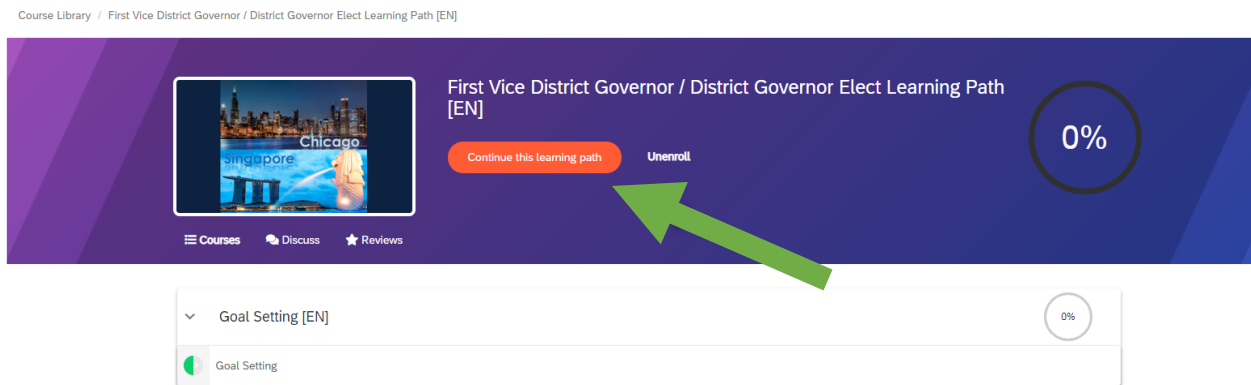 Course Library / First Vice District Governor / District Governor Elect Learning Path [EN]
Chicago
Singapore
First Vice District Governor / District Governor Elect Learning Path
[EN]
Continue this learning path
Unenroll
0%
Courses
Discuss
Reviews
Goal Setting [EN]
0%
Goal Setting